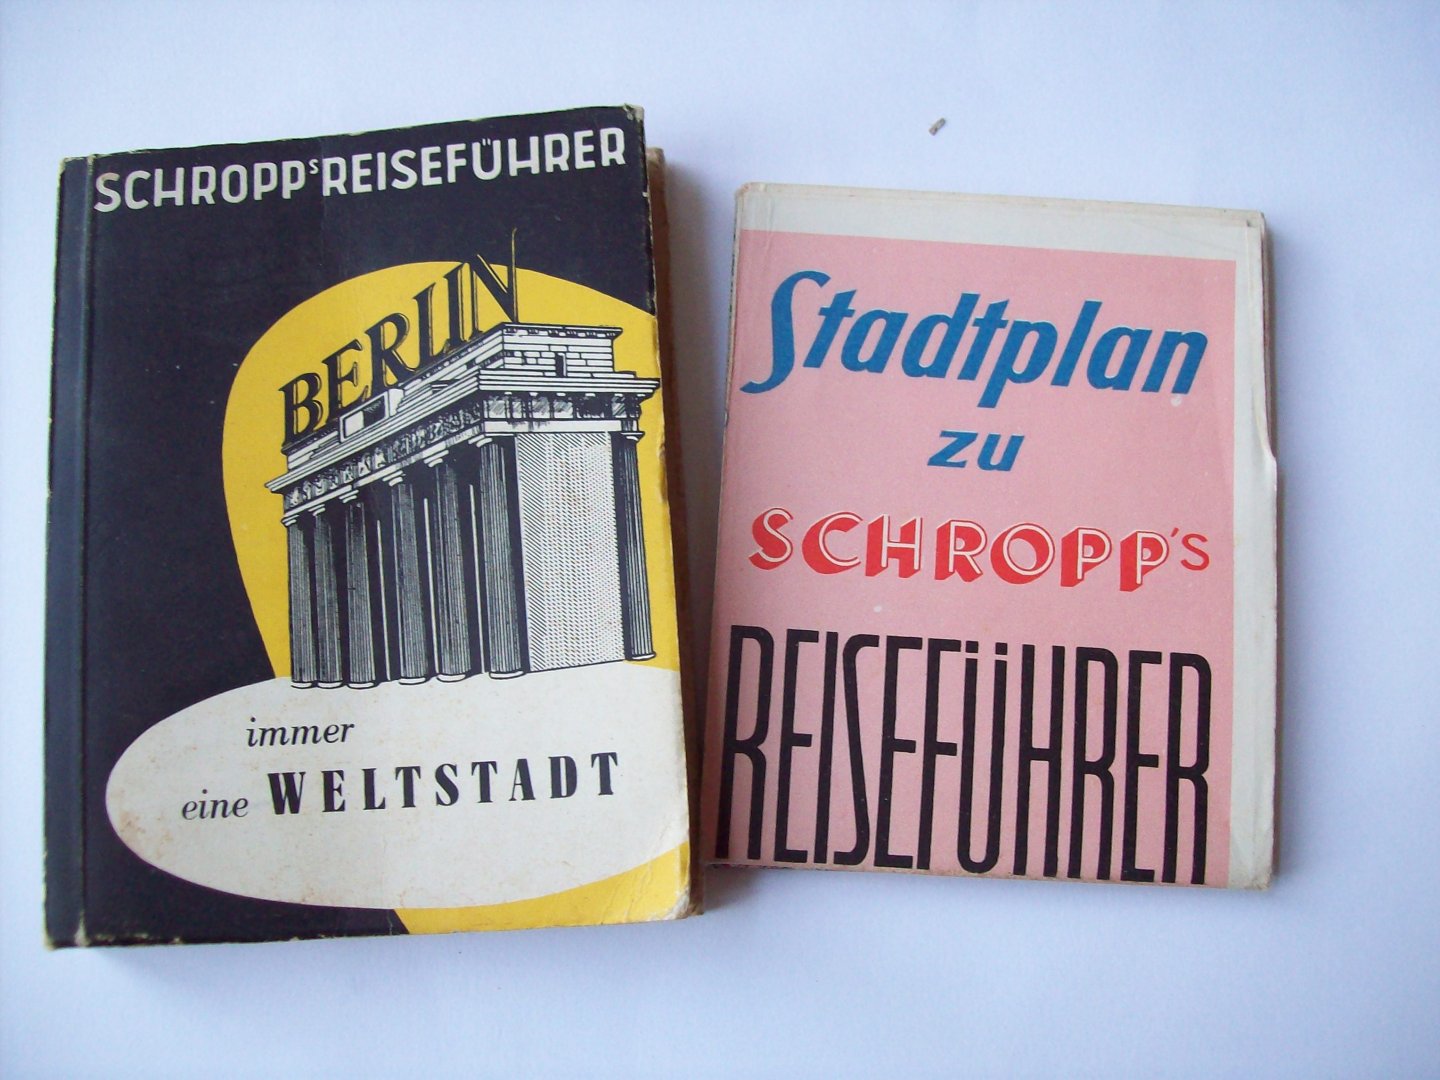 SCHROPP'S REISEFÜHRER
BERLIN
immer
eine WELTSTADT
Stadtplan
zu
SCHROPP'S
REISEFÜHRER